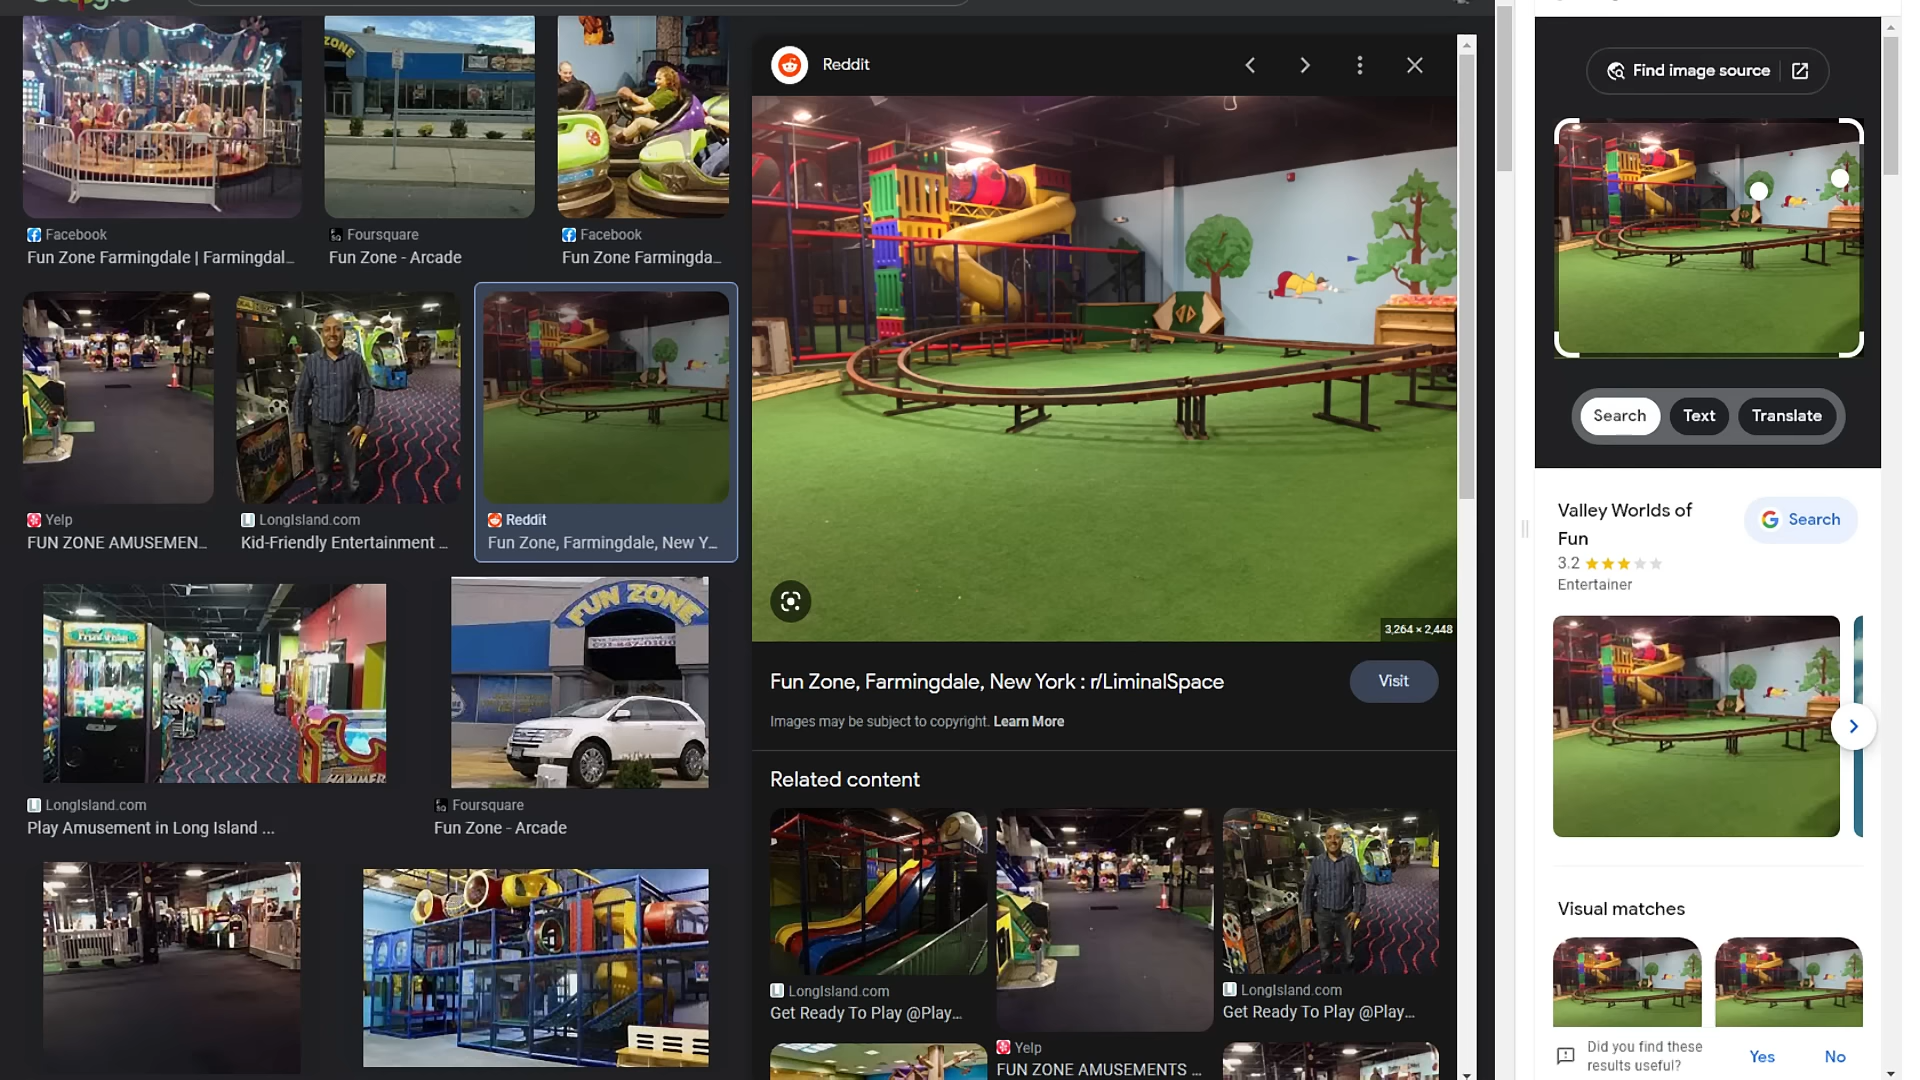 Facebook
Fun Zone Farmingdale | Farmingdal...
Foursquare
Fun Zone - Arcade
Facebook
Fun Zone Farmingda...
Yelp
FUN ZONE AMUSEMEN...
LongIsland.com
Kid-Friendly Entertainment ...
Reddit
Fun Zone, Farmingdale, New Y...
FUN ZONE
LongIsland.com
Play Amusement in Long Island ...
Foursquare
Fun Zone - Arcade
Reddit
3,264 × 2,448
Fun Zone, Farmingdale, New York : r/LiminalSpace
Visit
Images may be subject to copyright. Learn More
Related content
LongIsland.com
Get Ready To Play @Play...
Yelp
FUN ZONE AMUSEMENTS ...
LongIsland.com
Get Ready To Play @Play...
Find image source
Search
Text
Translate
Valley Worlds of
Fun
Search
3.2
Entertainer
Visual matches
Did you find these
results useful?
Yes
No